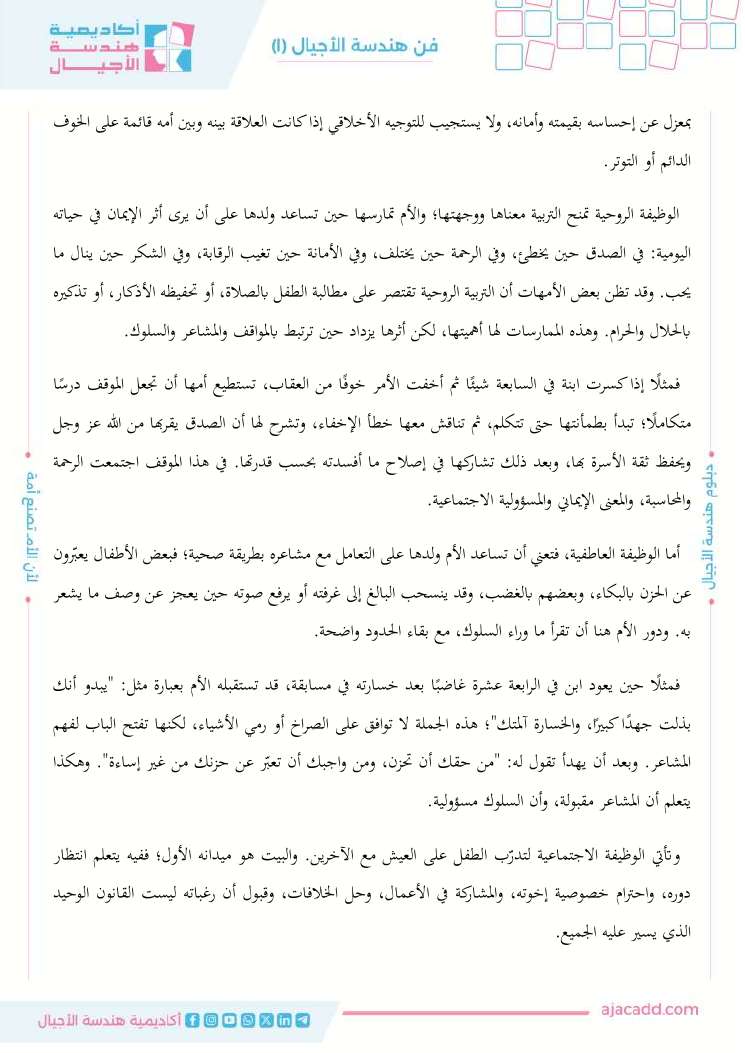 أكاديمية
هندسة
الأجيال
فن هندسة الأجيال (١)
بمعزل عن إحساسه بقيمته وأمانه، ولا يستجيب للتوجيه الأخلاقي إذا كانت العلاقة بينه وبين أمه قائمة على الخوف
الدائم أو التوتر.
الوظيفة الروحية تمنح التربية معناها ووجهتها؛ والأم تمارسها حين تساعد ولدها على أن يرى أثر الإيمان في حياته
اليومية: في الصدق حين يخطئ، وفي الرحمة حين يختلف، وفي الأمانة حين تغيب الرقابة، وفي الشكر حين ينال ما
يحب. وقد تظن بعض الأمهات أن التربية الروحية تقتصر على مطالبة الطفل بالصلاة، أو تحفيظه الأذكار، أو تذكيره
بالحلال والحرام. وهذه الممارسات لها أهميتها، لكن أثرها يزداد حين ترتبط بالمواقف والمشاعر والسلوك.
فمثلًا إذا كسرت ابنة في السابعة شيئًا ثم أخفت الأمر خوفًا من العقاب، تستطيع أمها أن تجعل الموقف درسًا
متكاملًا؛ تبدأ بطمأنتها حتى تتكلم، ثم تناقش معها خطأ الإخفاء، وتشرح لها أن الصدق يقربها من الله عز وجل
ويحفظ ثقة الأسرة بها، وبعد ذلك تشاركها في إصلاح ما أفسدته بحسب قدرتها. في هذا الموقف اجتمعت الرحمة
والمحاسبة، والمعنى الإيماني والمسؤولية الاجتماعية.
أما الوظيفة العاطفية، فتعني أن تساعد الأم ولدها على التعامل مع مشاعره بطريقة صحية؛ فبعض الأطفال يعبّرون
عن الحزن بالبكاء، وبعضهم بالغضب، وقد ينسحب البالغ إلى غرفته أو يرفع صوته حين يعجز عن وصف ما يشعر
به. ودور الأم هنا أن تقرأ ما وراء السلوك، مع بقاء الحدود واضحة.
فمثلًا حين يعود ابن في الرابعة عشرة غاضبًا بعد خسارته في مسابقة، قد تستقبله الأم بعبارة مثل: "يبدو أنك
بذلت جهدًا كبيرًا، والخسارة آلمتك"؛ هذه الجملة لا توافق على الصراخ أو رمي الأشياء، لكنها تفتح الباب لفهم
المشاعر. وبعد أن يهدأ تقول له: "من حقك أن تحزن، ومن واجبك أن تعبّر عن حزنك من غير إساءة". وهكذا
يتعلم أن المشاعر مقبولة، وأن السلوك مسؤولية.
وتأتي الوظيفة الاجتماعية لتدرّب الطفل على العيش مع الآخرين. والبيت هو ميدانه الأول؛ ففيه يتعلم انتظار
دوره، واحترام خصوصية إخوته، والمشاركة في الأعمال، وحل الخلافات، وقبول أن رغباته ليست القانون الوحيد
الذي يسير عليه الجميع.
دبلوم هندسة الأجيال
لأن الأم تصنع أمة
ajacadd.com
أكاديمية هندسة الأجيال